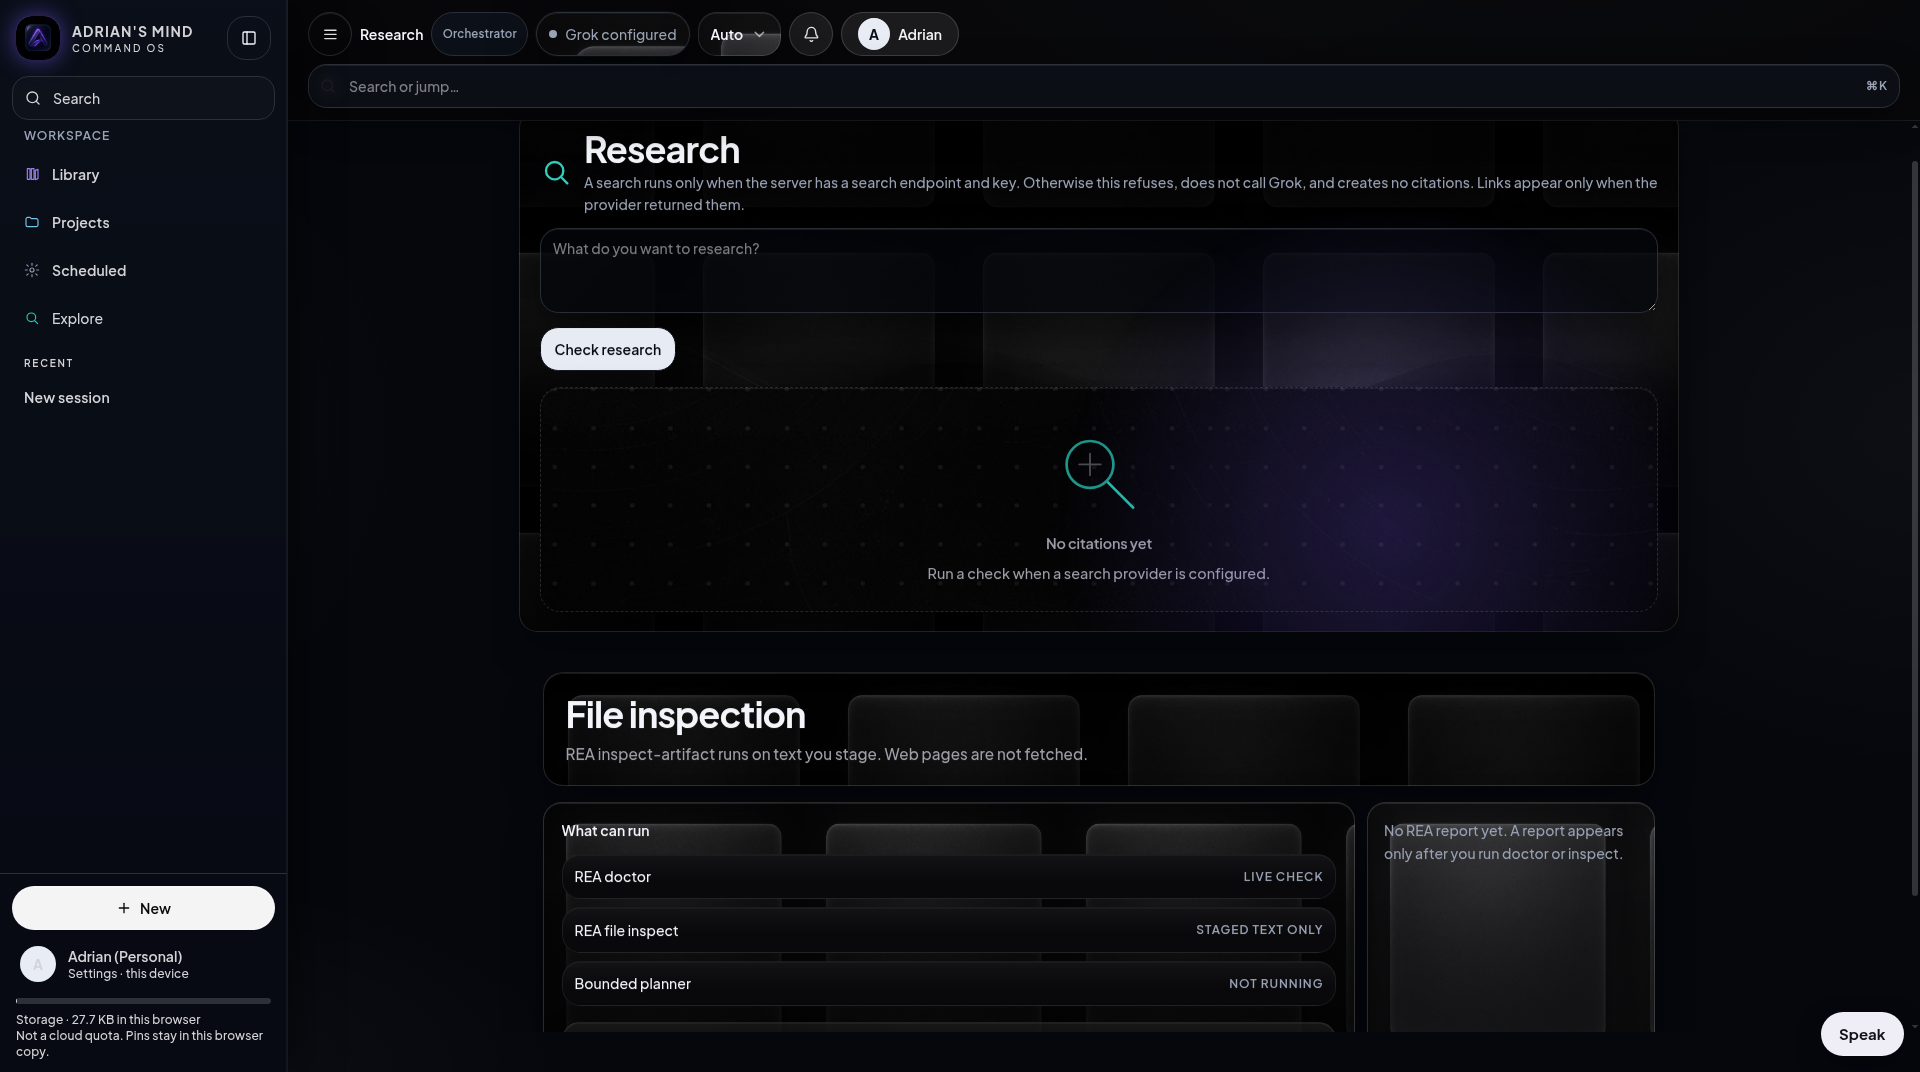 ADRIAN'S MIND
COMMAND OS
Search
WORKSPACE
Library
Projects
Scheduled
Explore
RECENT
New session
New
A
Adrian (Personal)
Settings · this device
Storage · 27.7 KB in this browser
Not a cloud quota. Pins stay in this browser
copy.
Research
Orchestrator
Grok configured
Auto
A
Adrian
Search or jump…
⌘K
Research
A search runs only when the server has a search endpoint and key. Otherwise this refuses, does not call Grok, and creates no citations. Links appear only when the
provider returned them.
What do you want to research?
Check research
No citations yet
Run a check when a search provider is configured.
File inspection
REA inspect-artifact runs on text you stage. Web pages are not fetched.
What can run
REA doctor
LIVE CHECK
REA file inspect
STAGED TEXT ONLY
Bounded planner
NOT RUNNING
No REA report yet. A report appears
only after you run doctor or inspect.
Speak